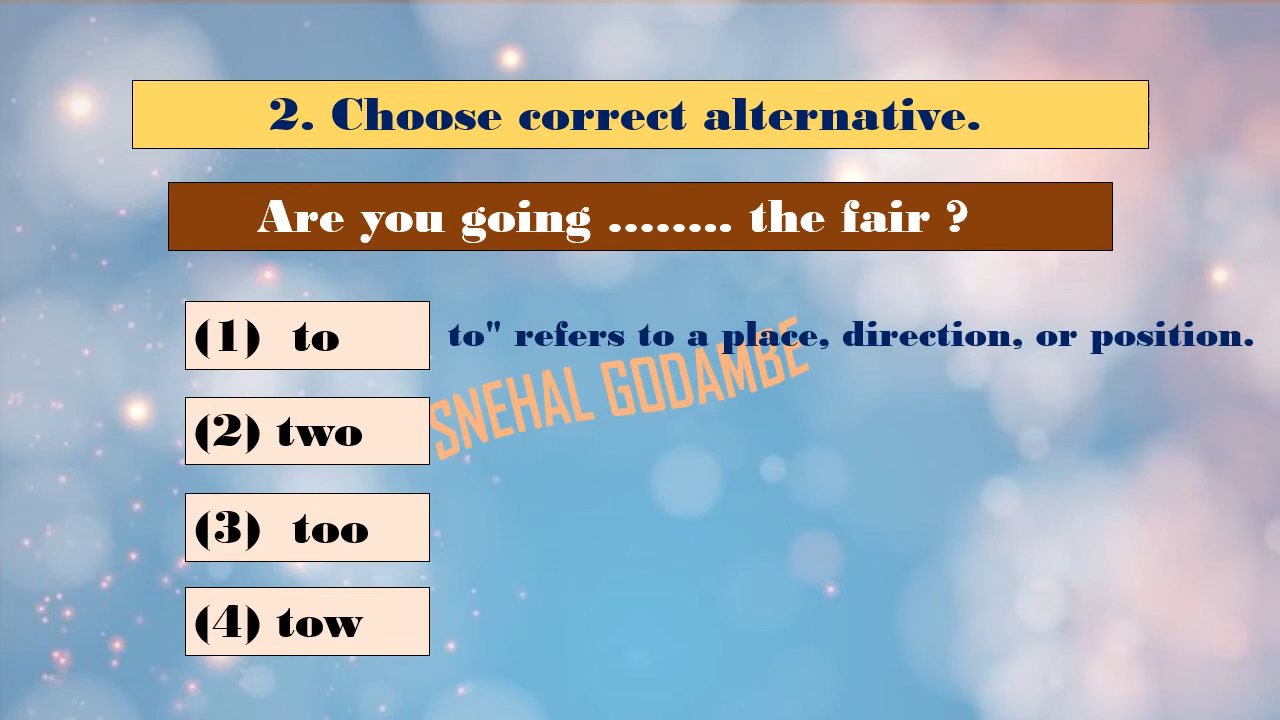 2. Choose correct alternative.
Are you going ........ the fair ?
(1) to
to" refers to a place, direction, or position.
SNEHAL GODAMBE
(2) two
(3) too
(4) tow